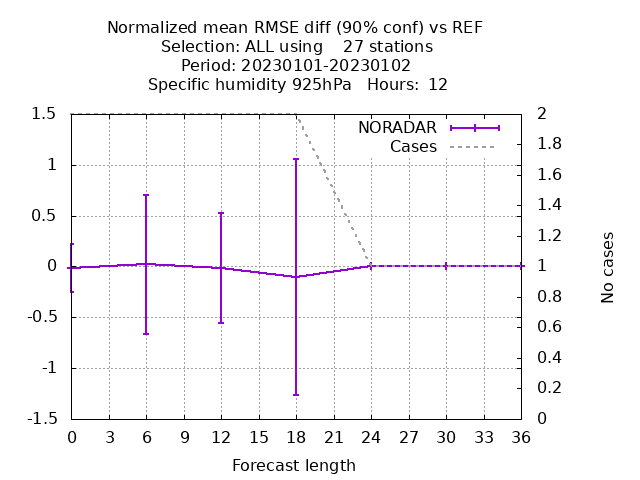 Normalized mean RMSE diff (90% conf) vs REF
Selection: ALL using    27 stations
Period: 20230101-20230102
Specific humidity 925hPa   Hours:  12
1.5
1
0.5
0
-0.5
-1
-1.5
NORADAR
Cases
2
1.8
1.6
1.4
1.2
1
0.8
0.6
0.4
0.2
0
No cases
0 3 6 9 12 15 18 21 24 27 30 33 36
Forecast length